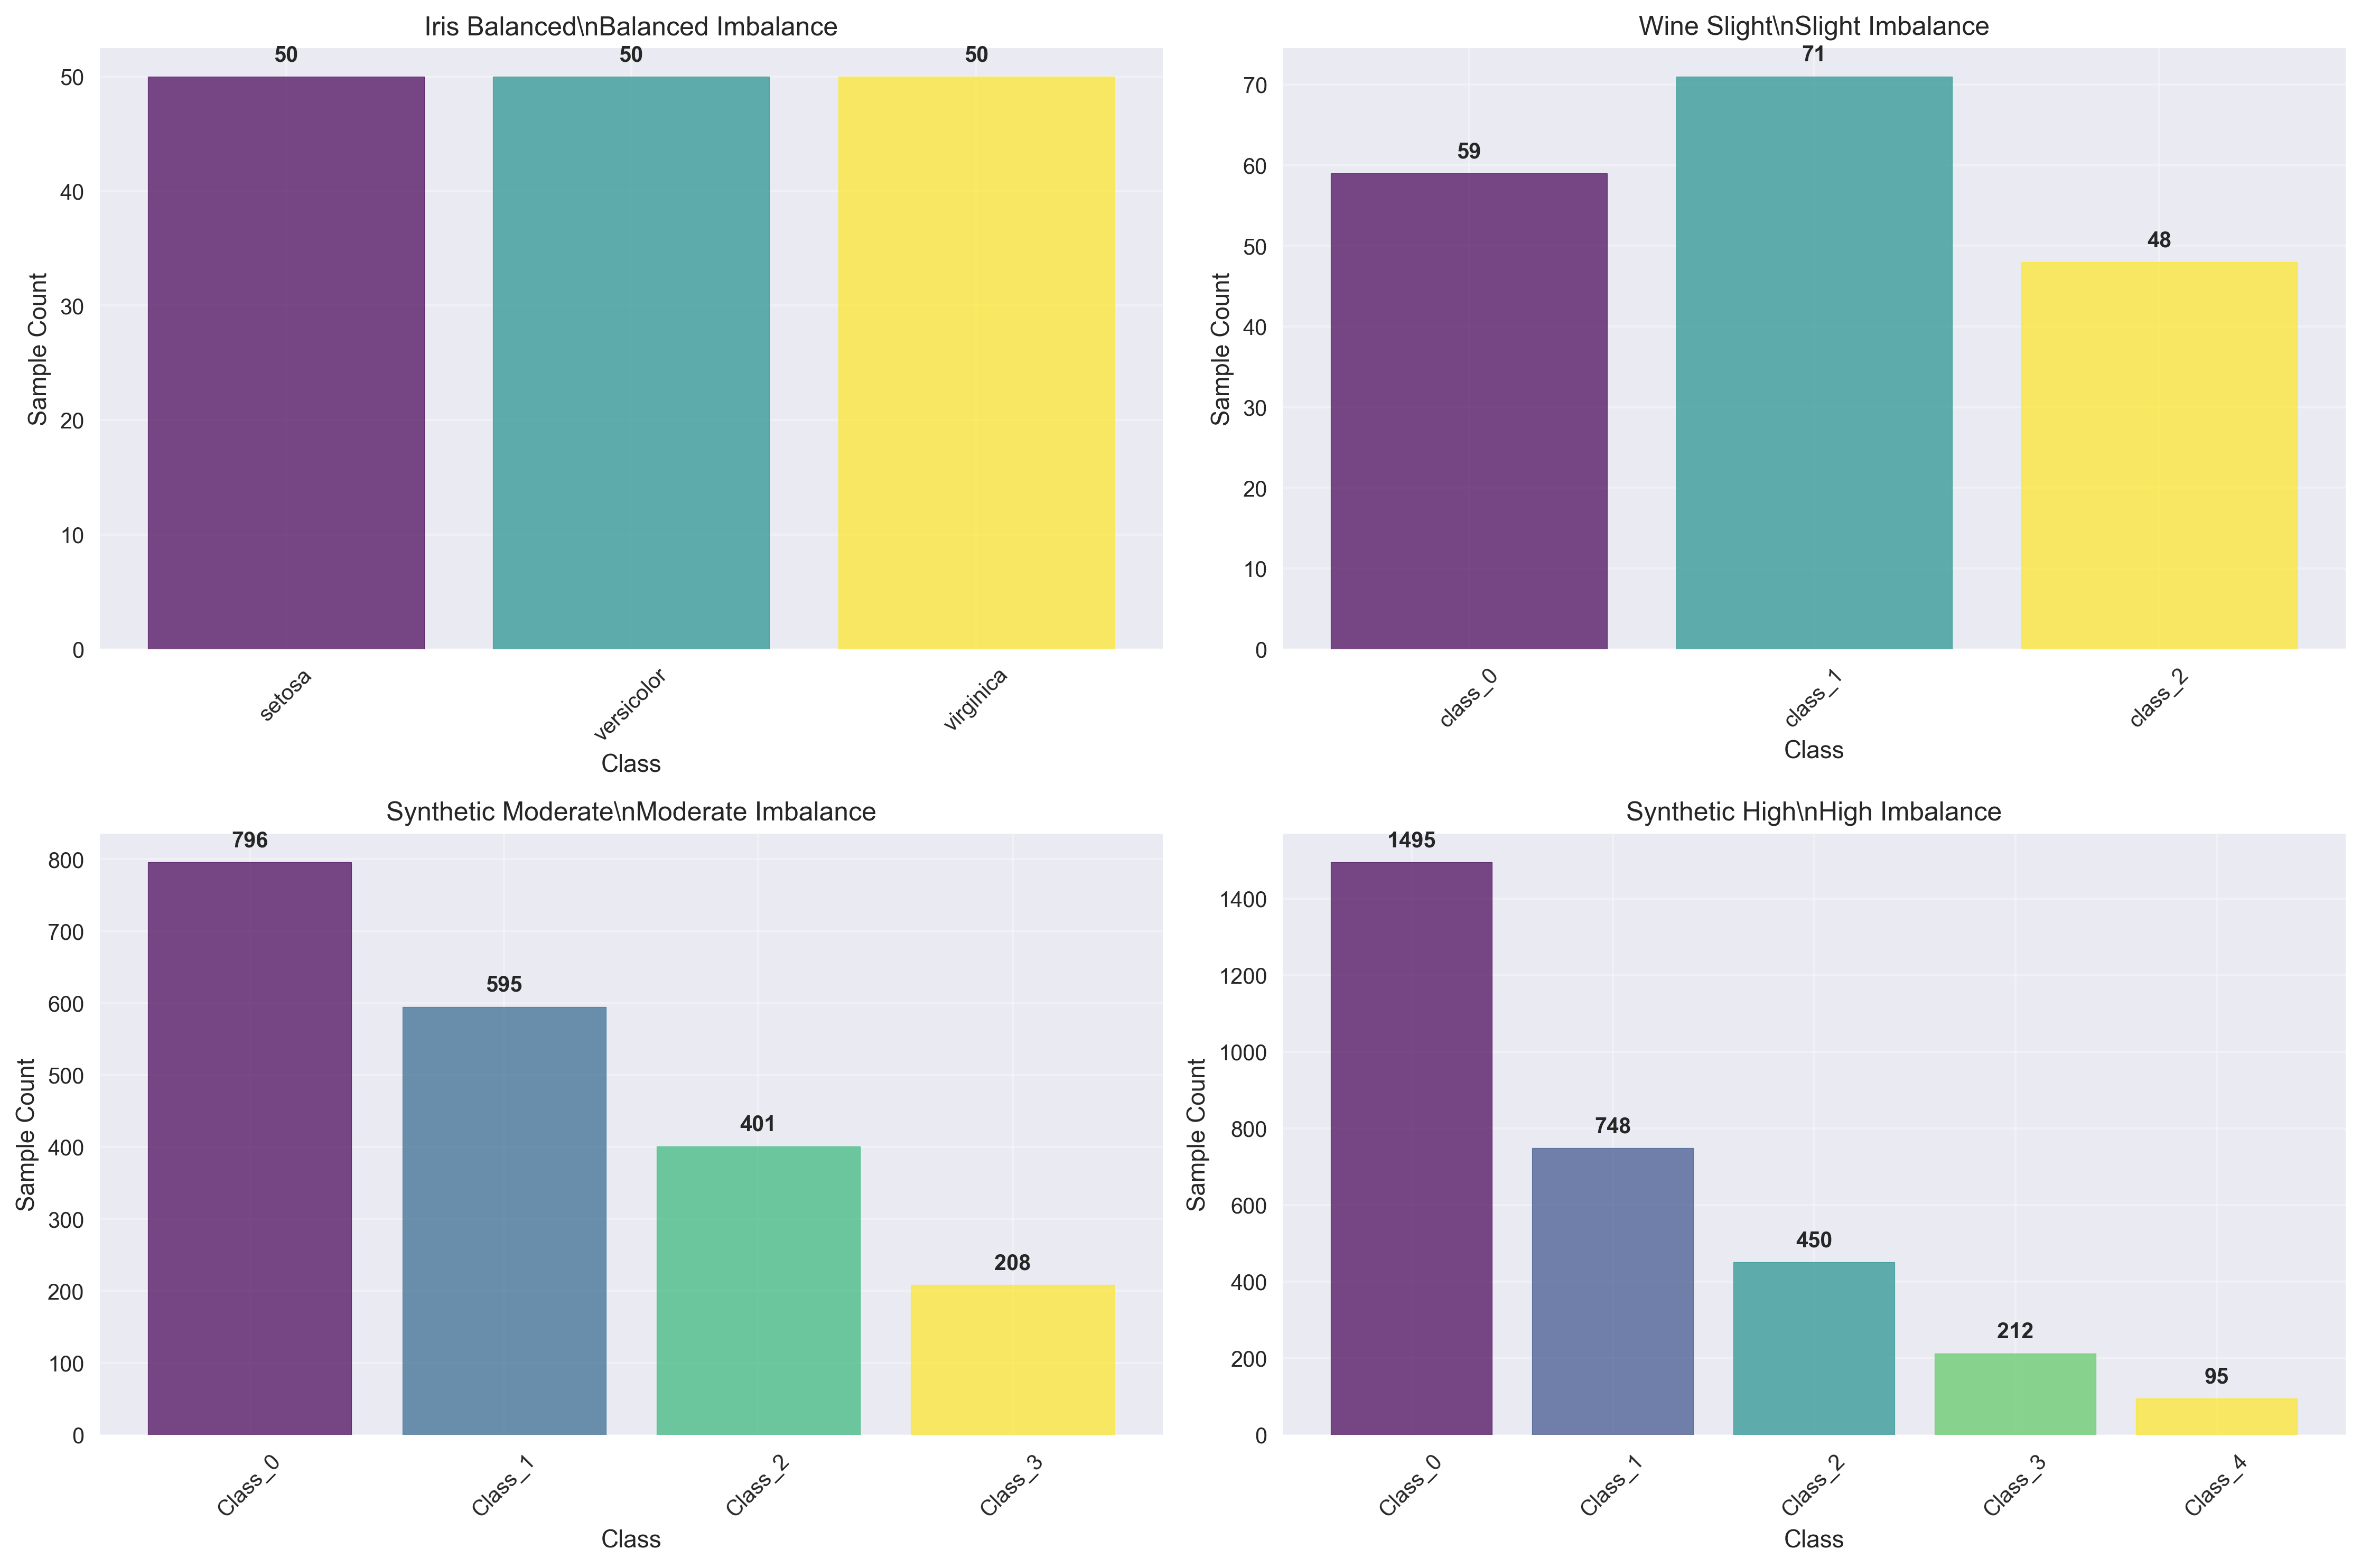 Iris Balanced\nBalanced Imbalance
50
50
50
50
40
30
20
10
0
Sample Count
setosa
versicolor
virginica
Class
Wine Slight\nSlight Imbalance
59
71
48
70
60
50
40
30
20
10
0
Sample Count
class_0
class_1
class_2
Class
Synthetic Moderate\nModerate Imbalance
796
595
401
208
800
700
600
500
400
300
200
100
0
Sample Count
Class_0
Class_1
Class_2
Class_3
Class
Synthetic High\nHigh Imbalance
1495
748
450
212
95
1400
1200
1000
800
600
400
200
0
Sample Count
Class_0
Class_1
Class_2
Class_3
Class_4
Class